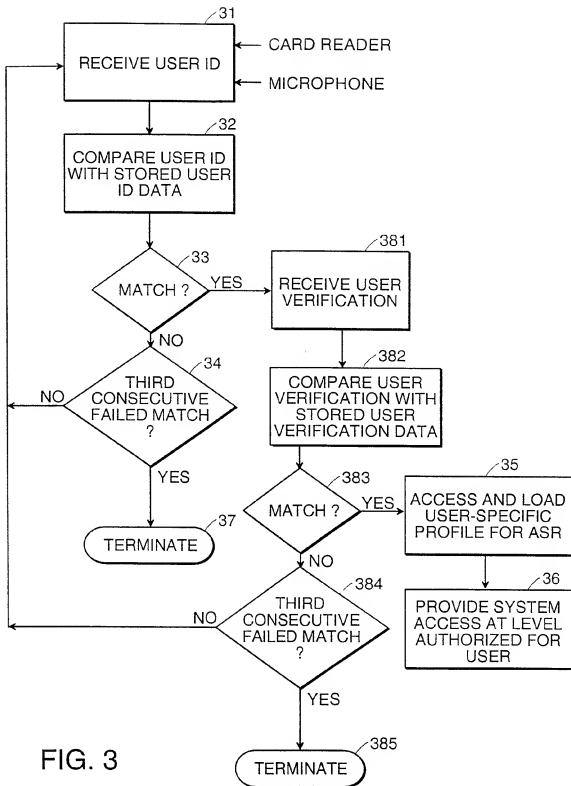 31
RECEIVE USER ID
CARD READER
MICROPHONE
32
COMPARE USER ID
WITH STORED USER
ID DATA
33
MATCH ?
YES
NO
381
RECEIVE USER
VERIFICATION
34
THIRD
CONSECUTIVE
FAILED MATCH
?
NO
YES
37
TERMINATE
382
COMPARE USER
VERIFICATION WITH
STORED USER
VERIFICATION DATA
383
MATCH ?
YES
NO
35
ACCESS AND LOAD
USER-SPECIFIC
PROFILE FOR ASR
36
PROVIDE SYSTEM
ACCESS AT LEVEL
AUTHORIZED FOR
USER
384
THIRD
CONSECUTIVE
FAILED MATCH
?
NO
YES
385
TERMINATE
FIG. 3